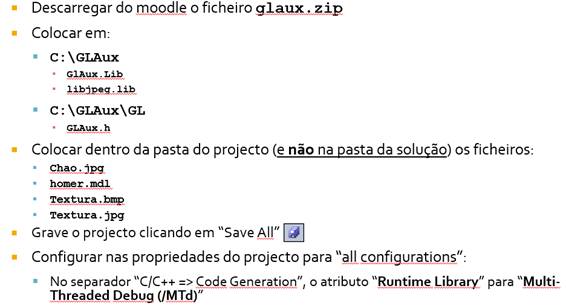 Descarregar do moodle o ficheiro glaux.zip
Colocar em:
C:\GLAux
GlAux.Lib
libjpeg.lib
C:\GLAux\GL
GLAux.h
Colocar dentro da pasta do projecto (e não na pasta da solução) os ficheiros:
Chao.jpg
homer.mdl
Textura.bmp
Textura.jpg
Grave o projecto clicando em “Save All”
Configurar nas propriedades do projecto para “all configurations”:
No separador “C/C++ => Code Generation”, o atributo “Runtime Library” para “Multi-
Threaded Debug (/MTd)”